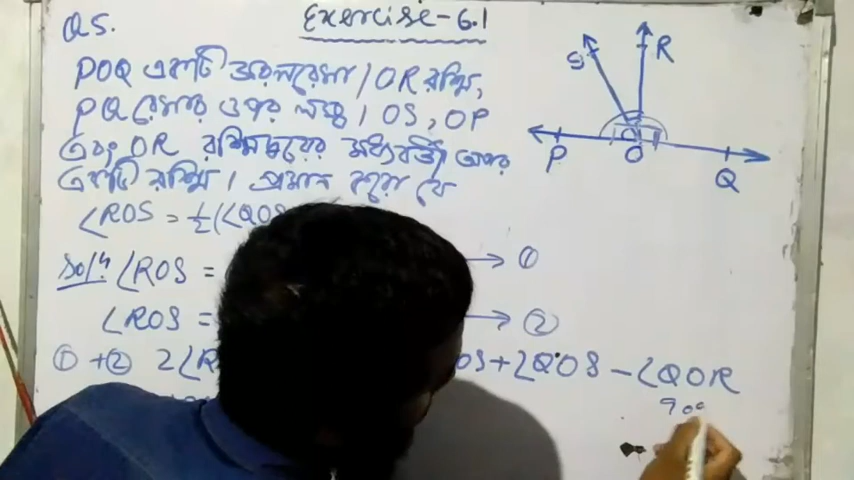 Exercise-6.1
Q5.
POQ একটি সরলরেখা / OR রশ্মি,
PQ রেখার ওপর লম্ব / OS, OP
এবং OR রশ্মিদ্বয়ের মধ্যবর্তী অপর
একটি রশ্মি / প্রমাণ করো যে
∠ROS = 1/2(∠QOS
Solⁿ. ∠ROS = → ①
∠ROS = → ②
① + ② 2∠R OS + ∠QOS - ∠QOR
90°
S R
P O Q